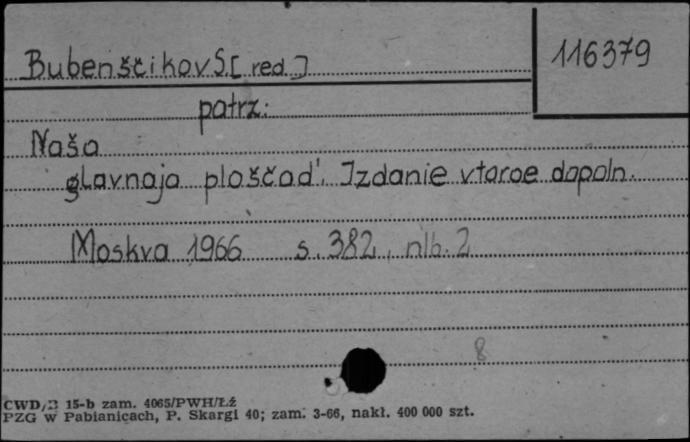 Bubenščikov S. [red.]
116379
patrz:
Naša
glavnaja ploščad'. Izdanie vtoroe dopoln.
Moskva 1966 s. 382, nlb. 2
8
CWD/B 15-b zam. 4065/PWH/Łź
PZG w Pabianicach, P. Skargi 40; zam. 3-66, nakł. 400 000 szt.